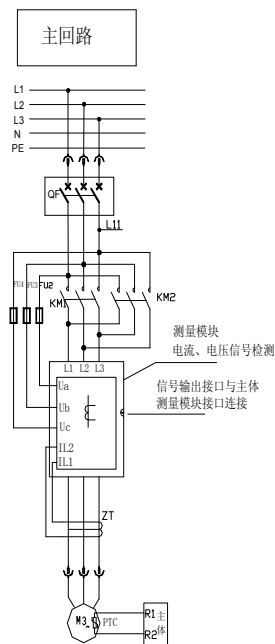 主回路
L1
L2
L3
N
PE
QF
L11
FU4 FU3 FU2
KM1
KM2
测量模块
电流、电压信号检测
L1 L2 L3
信号输出接口与主体
测量模块接口连接
Ua
Ub
Uc
IL2
IL1
ZT
M3~
PTC
R1
R2
主体